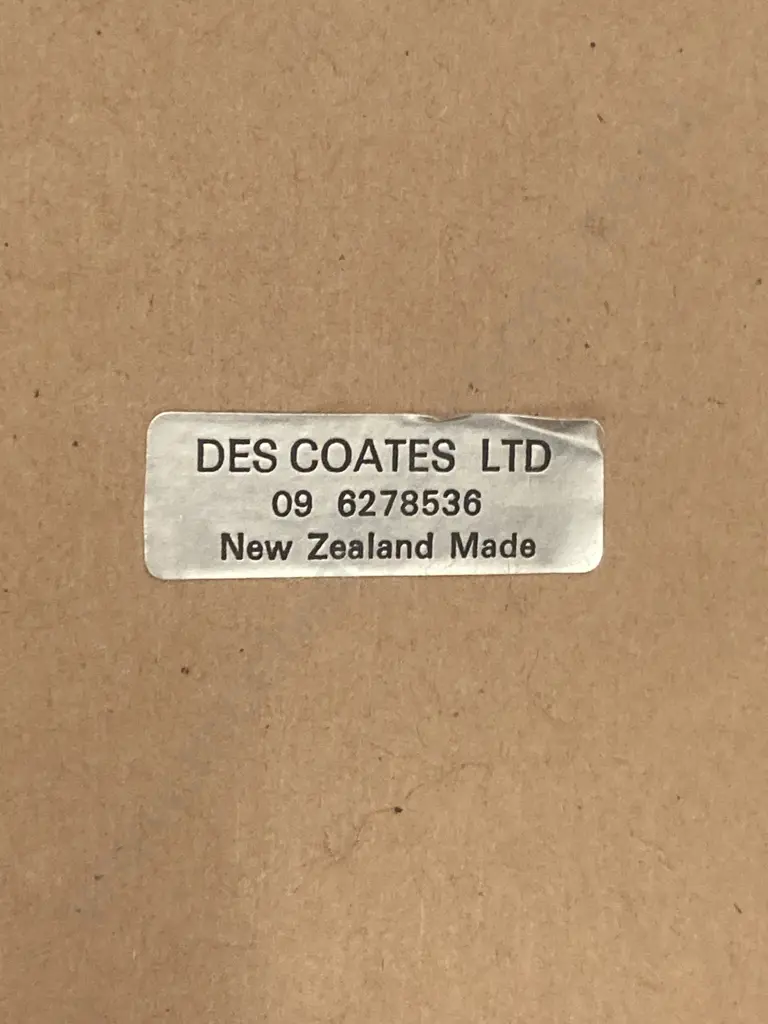 DES COATES LTD
09 6278536
New Zealand Made